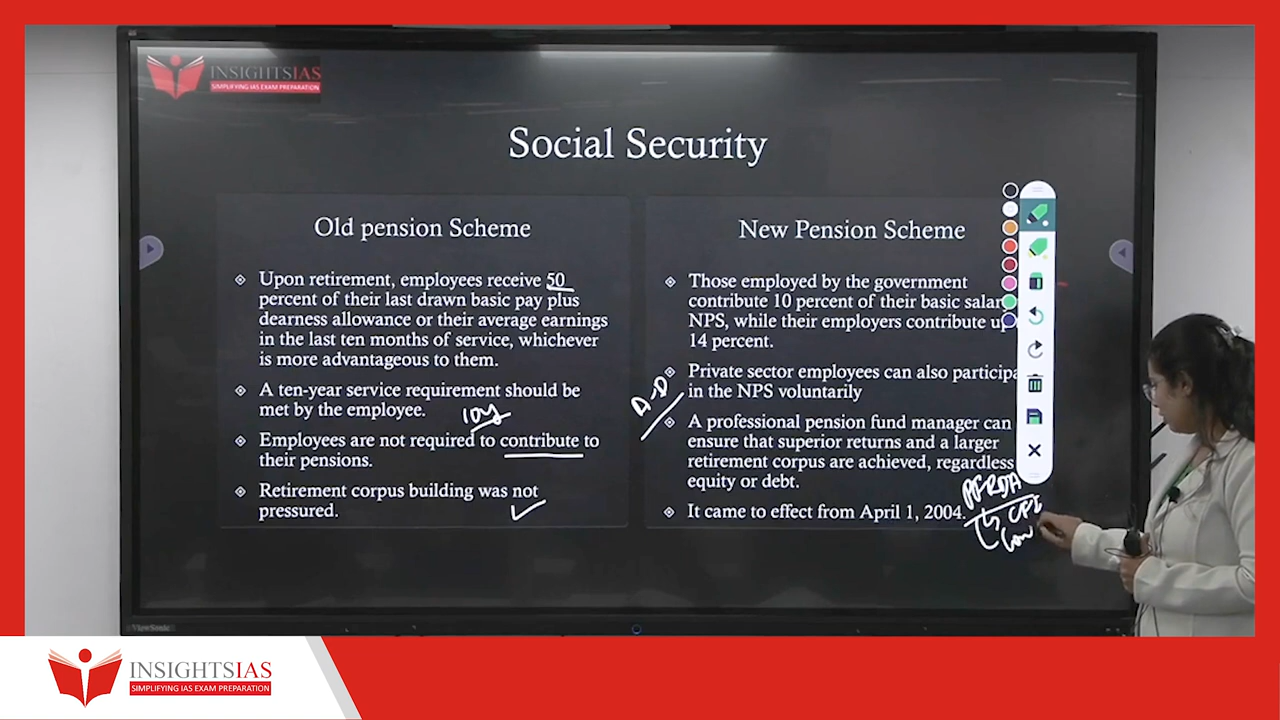 INSIGHTSIAS
SIMPLIFYING IAS EXAM PREPARATION
Social Security
Old pension Scheme
Upon retirement, employees receive 50
percent of their last drawn basic pay plus
dearness allowance or their average earnings
in the last ten months of service, whichever
is more advantageous to them.
A ten-year service requirement should be
met by the employee.
10y
Employees are not required to contribute to
their pensions.
Retirement corpus building was not
pressured.
New Pension Scheme
Those employed by the government
contribute 10 percent of their basic salar
NPS, while their employers contribute u
14 percent.
Private sector employees can also participa
in the NPS voluntarily
A professional pension fund manager can
ensure that superior returns and a larger
retirement corpus are achieved, regardless
equity or debt.
It came to effect from April 1, 2004.
PFRDA
ViewSonic
INSIGHTSIAS
SIMPLIFYING IAS EXAM PREPARATION